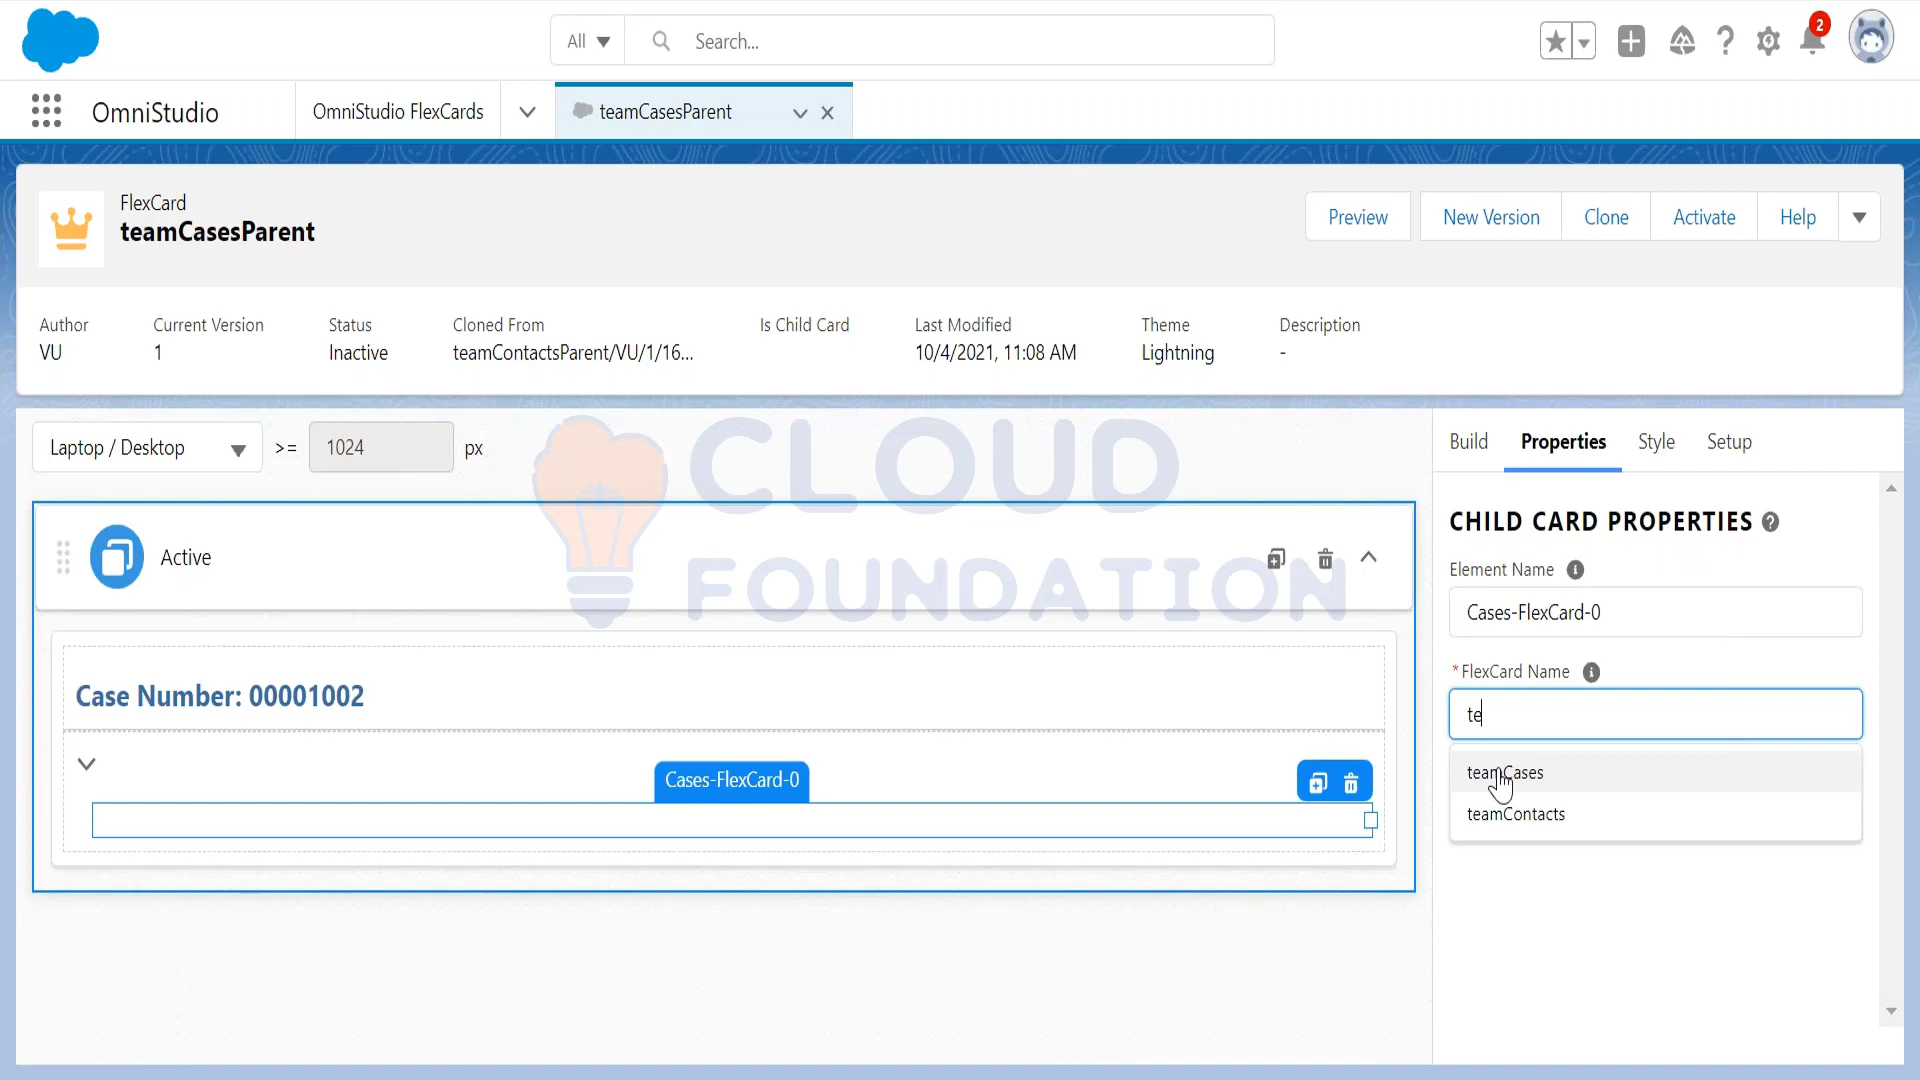 All
Search...
2
OmniStudio
OmniStudio FlexCards
teamCasesParent
FlexCard
teamCasesParent
Preview
New Version
Clone
Activate
Help
Author
Current Version
Status
Cloned From
Is Child Card
Last Modified
Theme
Description
VU
1
Inactive
teamContactsParent/VU/1/16...
10/4/2021, 11:08 AM
Lightning
-
Laptop / Desktop
>=
1024
px
CLOUD
FOUNDATION
Build
Properties
Style
Setup
Active
CHILD CARD PROPERTIES
Element Name
Cases-FlexCard-0
*FlexCard Name
te
teamCases
teamContacts
Case Number: 00001002
Cases-FlexCard-0